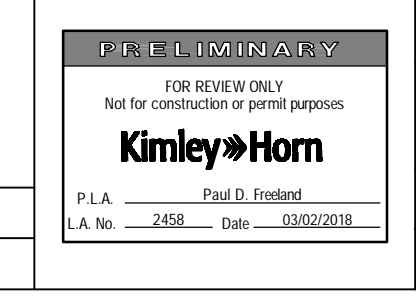 PRELIMINARY
FOR REVIEW ONLY
Not for construction or permit purposes
Kimley»Horn
P.L.A. Paul D. Freeland
L.A. No. 2458 Date 03/02/2018